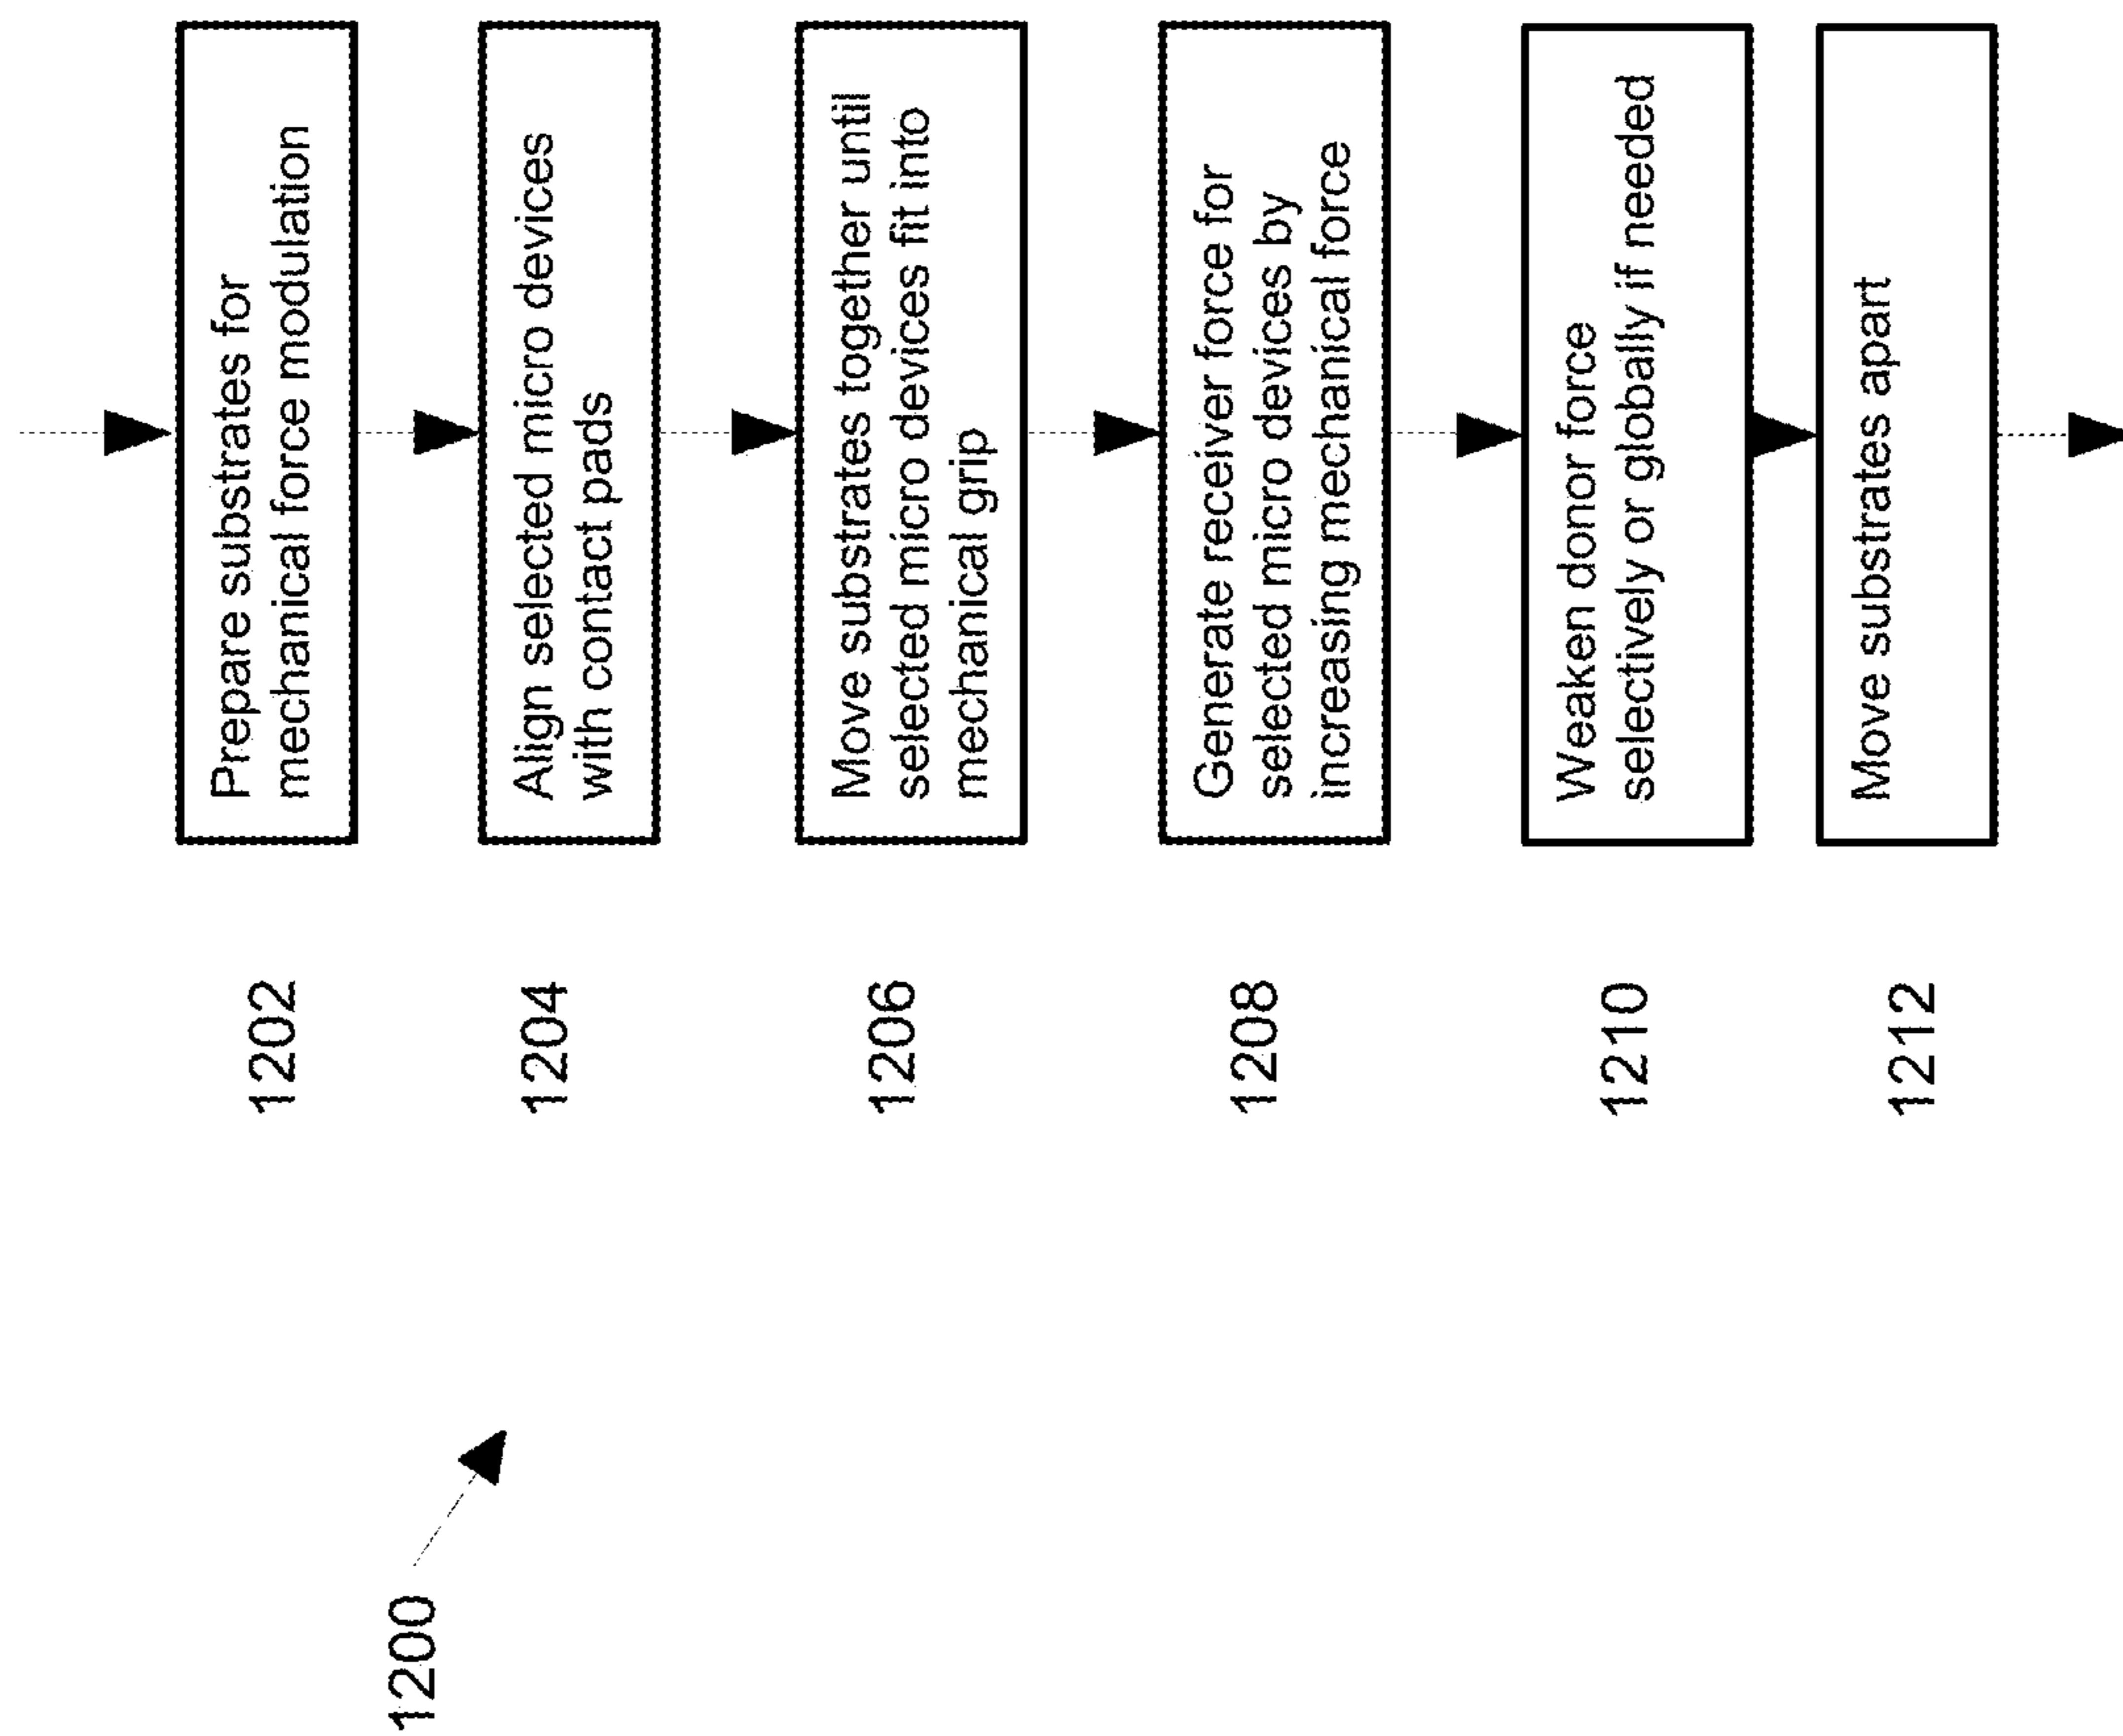 1200
1202
Prepare substrates for
mechanical force modulation
1204
Align selected micro devices
with contact pads
1206
Move substrates together until
selected micro devices fit into
mechanical grip
1208
Generate receiver force for
selected micro devices by
increasing mechanical force
1210
Weaken donor force
selectively or globally if needed
1212
Move substrates apart